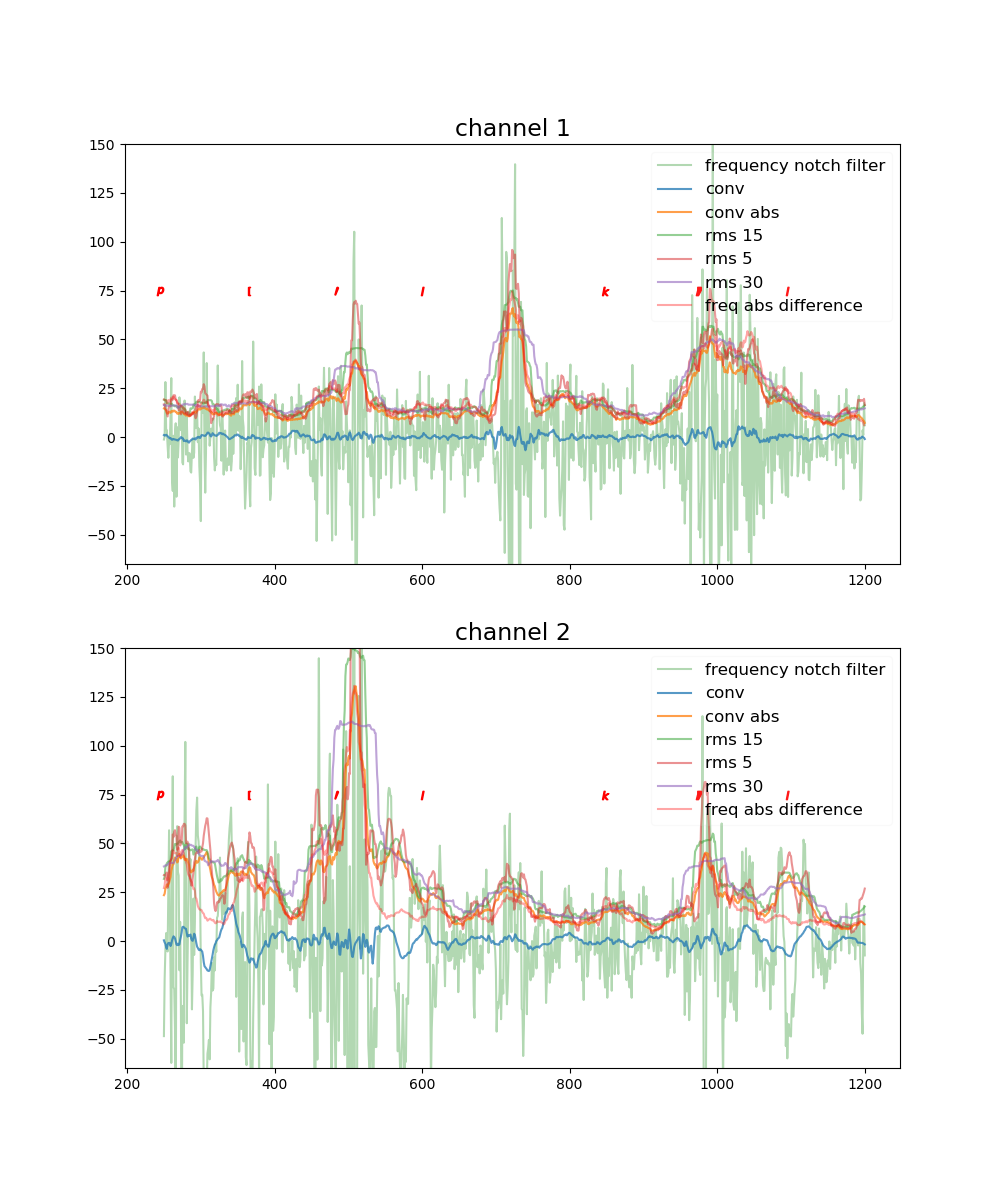 channel 1
150
125
100
75
50
25
0
−25
−50
frequency notch filter
conv
conv abs
rms 15
rms 5
rms 30
freq abs difference
p l k l
200 400 600 800 1000 1200
channel 2
150
125
100
75
50
25
0
−25
−50
frequency notch filter
conv
conv abs
rms 15
rms 5
rms 30
freq abs difference
p l k l
200 400 600 800 1000 1200